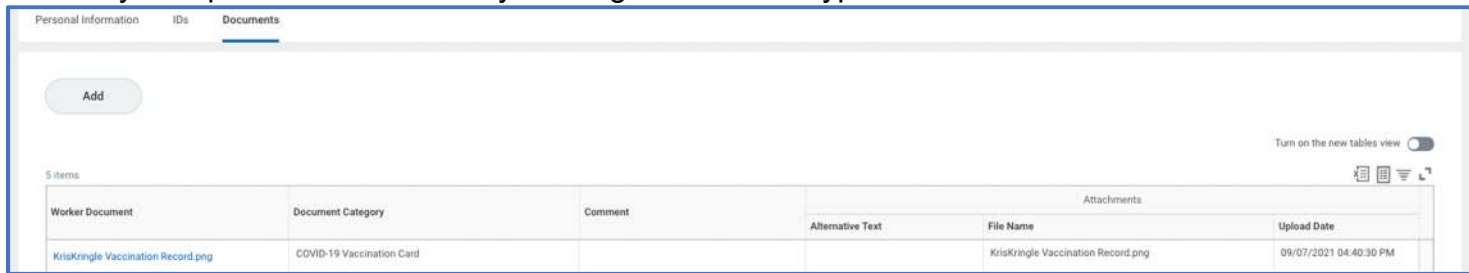 Personal Information IDs Documents
Add
Turn on the new tables view
5 items
Worker Document Document Category Comment Attachments
Alternative Text File Name Upload Date
KrisKringle Vaccination Record.png COVID-19 Vaccination Card KrisKringle Vaccination Record.png 09/07/2021 04:40:30 PM